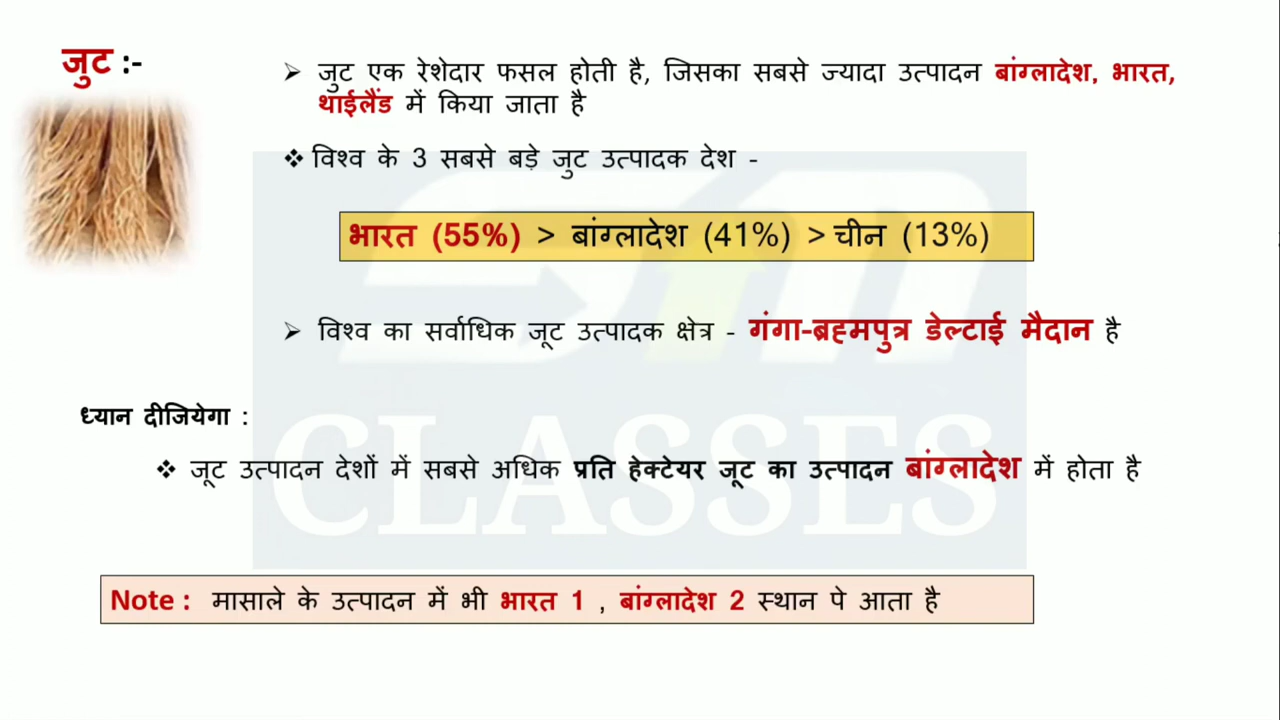 जुट :-
➢ जुट एक रेशेदार फसल होती है, जिसका सबसे ज्यादा उत्पादन बांग्लादेश, भारत,
थाईलैंड में किया जाता है
❖ विश्व के 3 सबसे बड़े जुट उत्पादक देश -
भारत (55%) > बांग्लादेश (41%) > चीन (13%)
➢ विश्व का सर्वाधिक जूट उत्पादक क्षेत्र - गंगा-ब्रह्मपुत्र डेल्टाई मैदान है
ध्यान दीजियेगा :
❖ जूट उत्पादन देशों में सबसे अधिक प्रति हेक्टेयर जूट का उत्पादन बांग्लादेश में होता है
CLASSES
Note : मासाले के उत्पादन में भी भारत 1 , बांग्लादेश 2 स्थान पे आता है